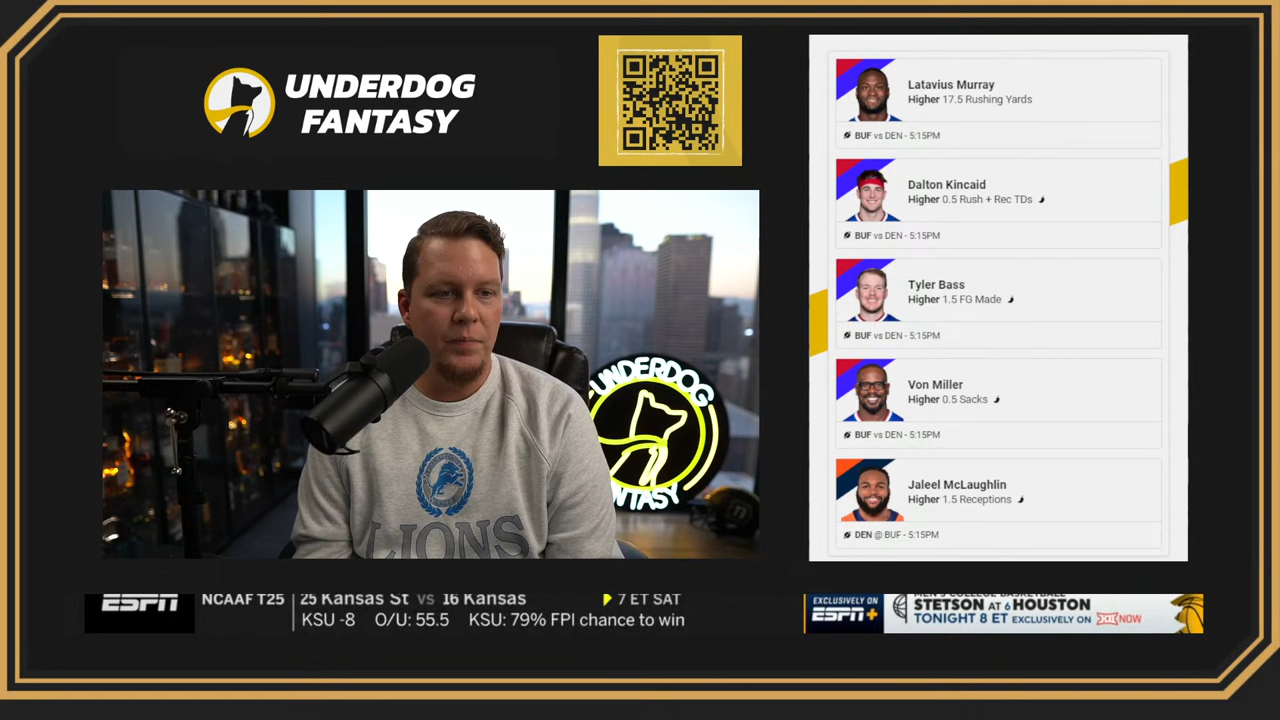 UNDERDOG
FANTASY
Latavius Murray
Higher 17.5 Rushing Yards
BUF vs DEN - 5:15PM
Dalton Kincaid
Higher 0.5 Rush + Rec TDs
BUF vs DEN - 5:15PM
Tyler Bass
Higher 1.5 FG Made
BUF vs DEN - 5:15PM
Von Miller
Higher 0.5 Sacks
BUF vs DEN - 5:15PM
Jaleel McLaughlin
Higher 1.5 Receptions
DEN @ BUF - 5:15PM
UNDERDOG
FANTASY
LIONS
ESPN
NCAAF T25
25 Kansas St vs 16 Kansas
7 ET SAT
KSU -8 O/U: 55.5 KSU: 79% FPI chance to win
EXCLUSIVELY ON
ESPN+
MEN'S COLLEGE BASKETBALL
STETSON AT 6 HOUSTON
TONIGHT 8 ET EXCLUSIVELY ON XII NOW